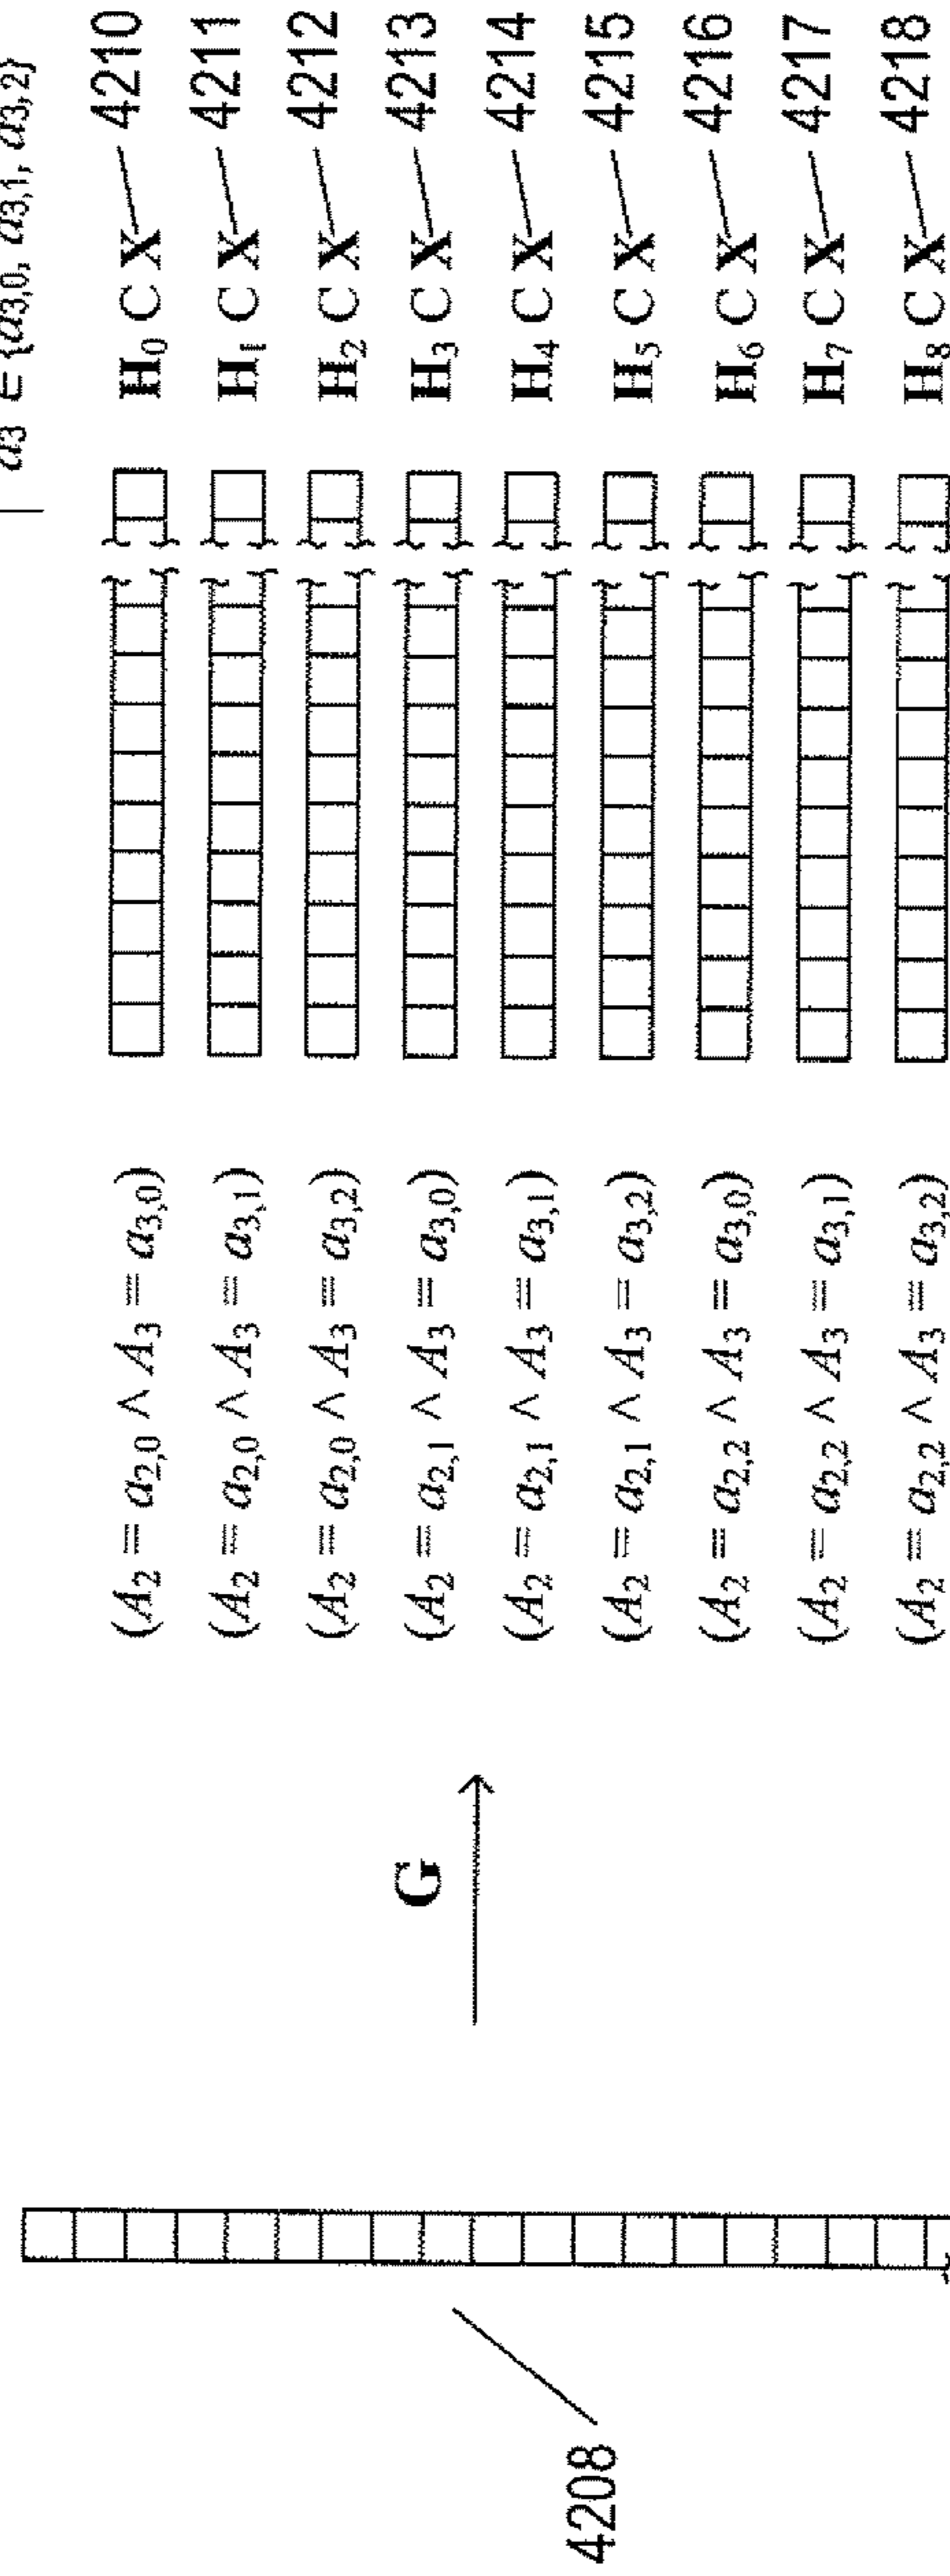 a₃ ∈ {a₃,₀, a₃,₁, a₃,₂}
4208
G
(A₂ = a₂,₀ ∧ A₃ = a₃,₀) H₀ C X 4210
(A₂ = a₂,₀ ∧ A₃ = a₃,₁) H₁ C X 4211
(A₂ = a₂,₀ ∧ A₃ = a₃,₂) H₂ C X 4212
(A₂ = a₂,₁ ∧ A₃ = a₃,₀) H₃ C X 4213
(A₂ = a₂,₁ ∧ A₃ = a₃,₁) H₄ C X 4214
(A₂ = a₂,₁ ∧ A₃ = a₃,₂) H₅ C X 4215
(A₂ = a₂,₂ ∧ A₃ = a₃,₀) H₆ C X 4216
(A₂ = a₂,₂ ∧ A₃ = a₃,₁) H₇ C X 4217
(A₂ = a₂,₂ ∧ A₃ = a₃,₂) H₈ C X 4218